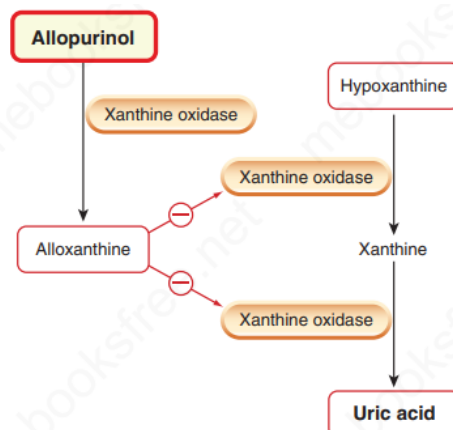 Allopurinol
Xanthine oxidase
Hypoxanthine
Xanthine oxidase
Alloxanthine
Xanthine
Xanthine oxidase
Uric acid